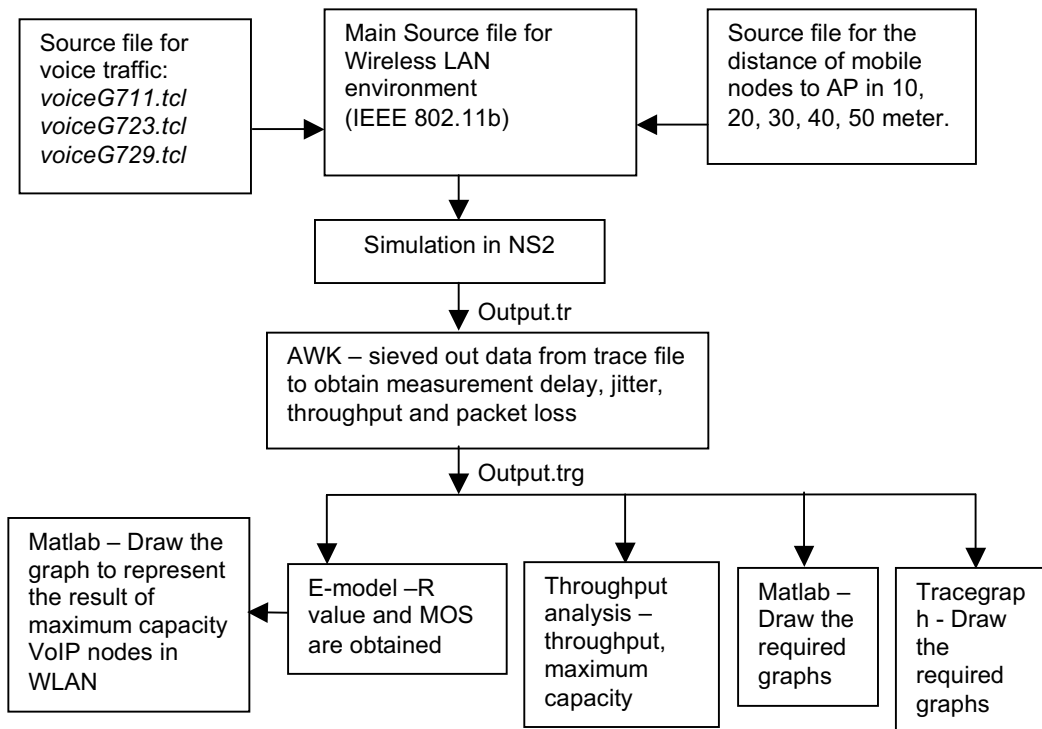 Source file for
voice traffic:
voiceG711.tcl
voiceG723.tcl
voiceG729.tcl
Main Source file for
Wireless LAN
environment
(IEEE 802.11b)
Source file for the
distance of mobile
nodes to AP in 10,
20, 30, 40, 50 meter.
Simulation in NS2
Output.tr
AWK – sieved out data from trace file
to obtain measurement delay, jitter,
throughput and packet loss
Output.trg
Matlab – Draw the
graph to represent
the result of
maximum capacity
VoIP nodes in
WLAN
E-model –R
value and MOS
are obtained
Throughput
analysis –
throughput,
maximum
capacity
Matlab –
Draw the
required
graphs
Tracegrap
h - Draw
the
required
graphs